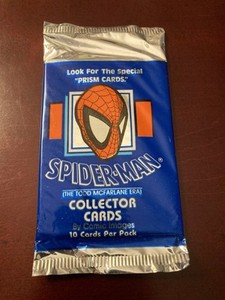 Look For The Special
"PRISM CARDS."
SPIDER-MAN
(THE TODD MCFARLANE ERA)
COLLECTOR
CARDS
By Comic Images
10 Cards Per Pack